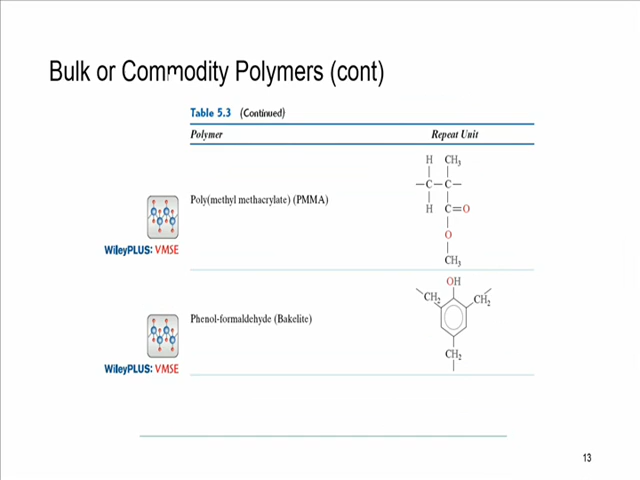 Bulk or Commodity Polymers (cont)
Table 5.3 (Continued)
Polymer Repeat Unit
H CH3
—C—C—
H C=O
O
CH3
Poly(methyl methacrylate) (PMMA)
WileyPLUS: VMSE
OH
CH2 CH2
CH2
Phenol-formaldehyde (Bakelite)
WileyPLUS: VMSE
13